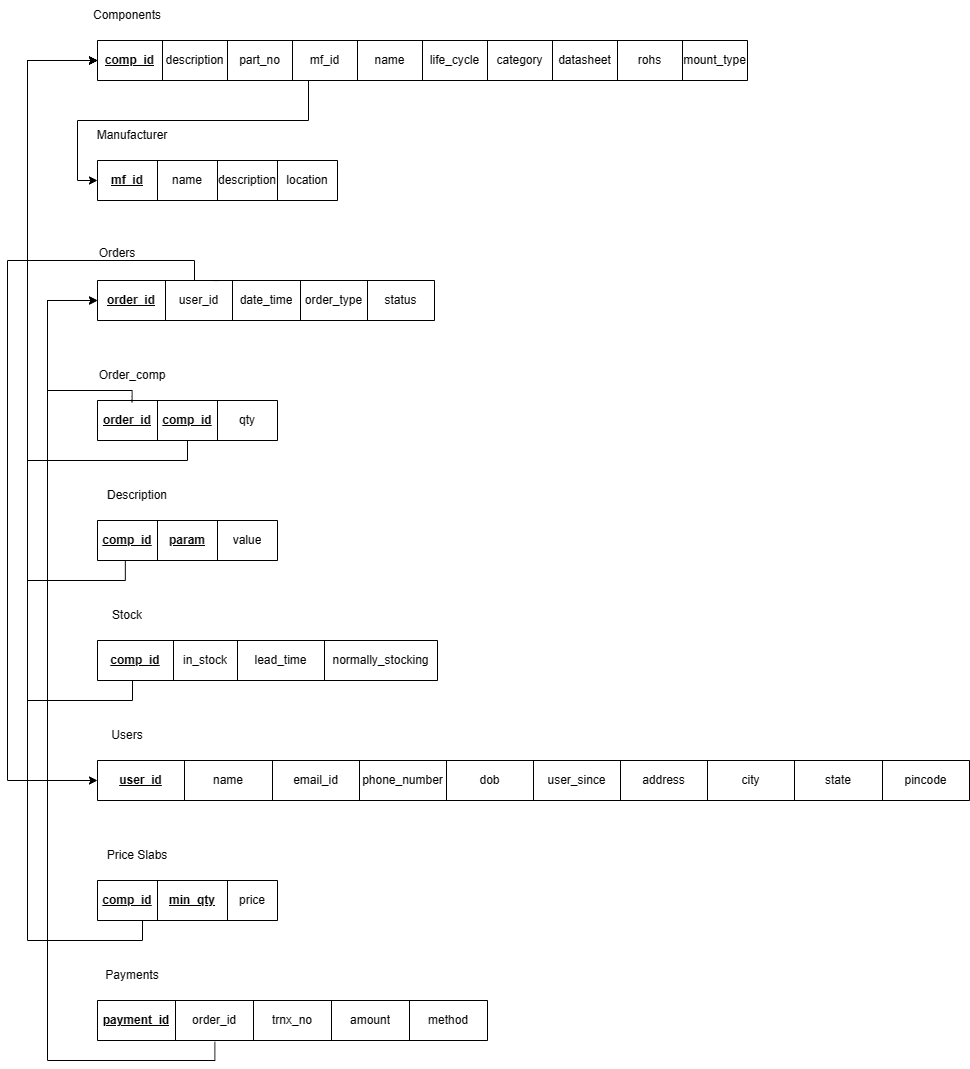 Components
comp_id description part_no mf_id name life_cycle category datasheet rohs mount_type
Manufacturer
mf_id name description location
Orders
order_id user_id date_time order_type status
Order_comp
order_id comp_id qty
Description
comp_id param value
Stock
comp_id in_stock lead_time normally_stocking
Users
user_id name email_id phone_number dob user_since address city state pincode
Price Slabs
comp_id min_qty price
Payments
payment_id order_id trnx_no amount method